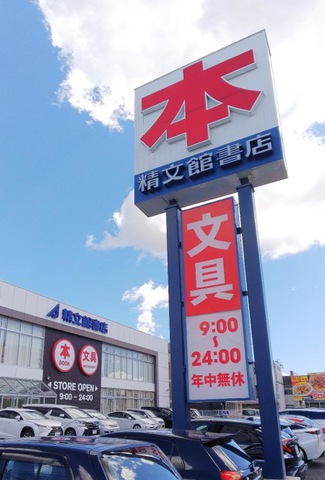 本
精文館書店
文具
9:00
~
24:00
年中無休
精文館書店
本
BOOK
文具
STORE OPEN
9:00 - 24:00